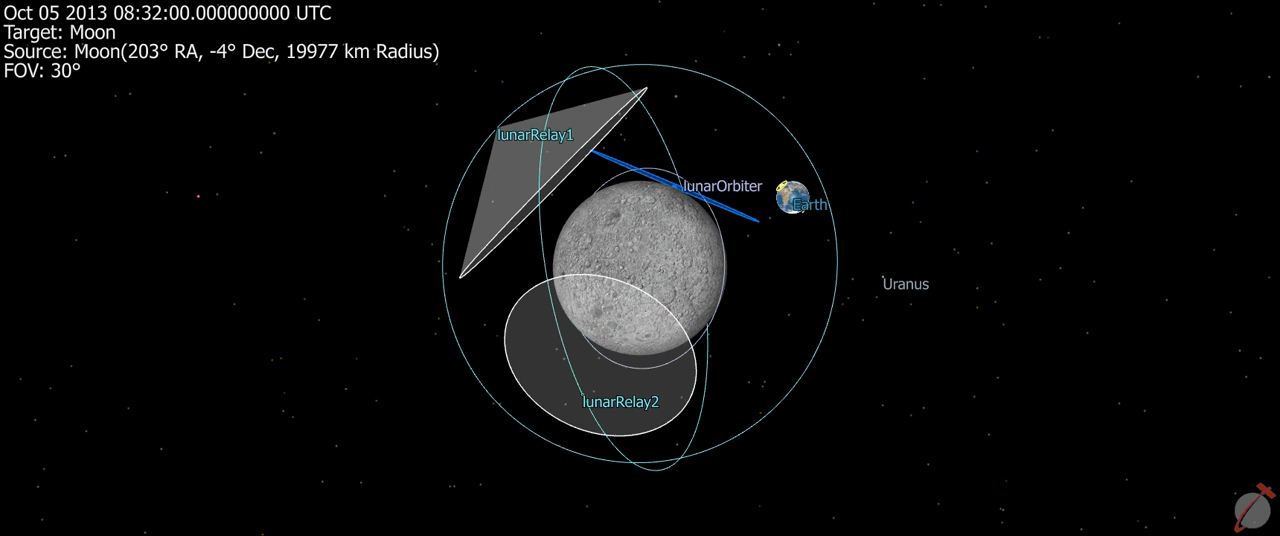 Oct 05 2013 08:32:00.000000000 UTC
Target: Moon
Source: Moon(203° RA, -4° Dec, 19977 km Radius)
FOV: 30°
lunarRelay1
lunarOrbiter
Earth
Uranus
lunarRelay2